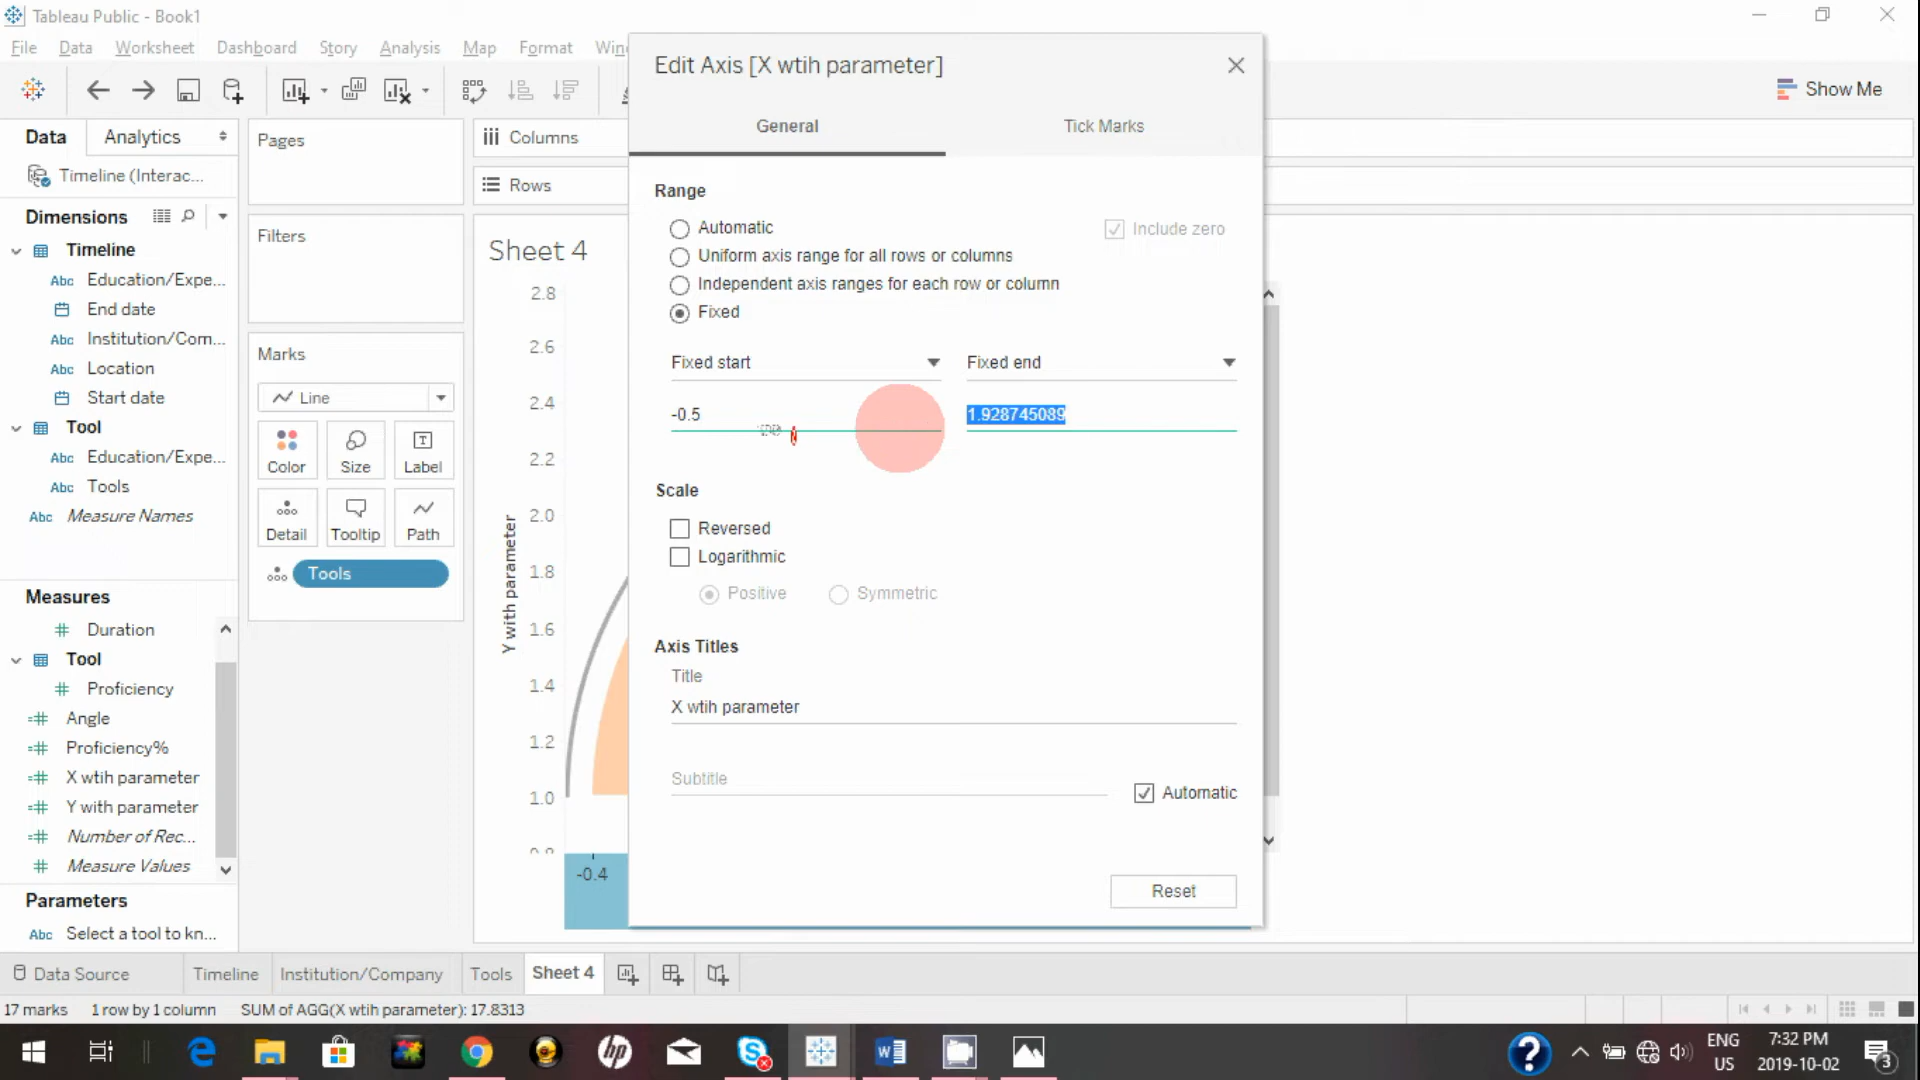 Tableau Public - Book1
File Data Worksheet Dashboard Story Analysis Map Format
Show Me
Data Analytics
Timeline (Interac...
Dimensions
Timeline
Abc Education/Expe...
End date
Abc Institution/Com...
Abc Location
Start date
Tool
Abc Education/Expe...
Abc Tools
Abc Measure Names
Measures
Duration
Tool
Proficiency
Angle
Proficiency%
X wtih parameter
Y with parameter
Number of Rec...
Measure Values
Parameters
Abc Select a tool to kn...
Pages
Filters
Marks
Line
Color Size Label
Detail Tooltip Path
Tools
Columns
Rows
Sheet 4
2.8
2.6
2.4
2.2
2.0
1.8
1.6
1.4
1.2
1.0
Y with parameter
-0.4
Edit Axis [X wtih parameter]
General Tick Marks
Range
Automatic
Include zero
Uniform axis range for all rows or columns
Independent axis ranges for each row or column
Fixed
Fixed start Fixed end
-0.5 1.928745089
Scale
Reversed
Logarithmic
Positive Symmetric
Axis Titles
Title
X wtih parameter
Subtitle
Automatic
Reset
Data Source Timeline Institution/Company Tools Sheet 4
17 marks 1 row by 1 column SUM of AGG(X wtih parameter): 17.8313
ENG
US
7:32 PM
2019-10-02
3